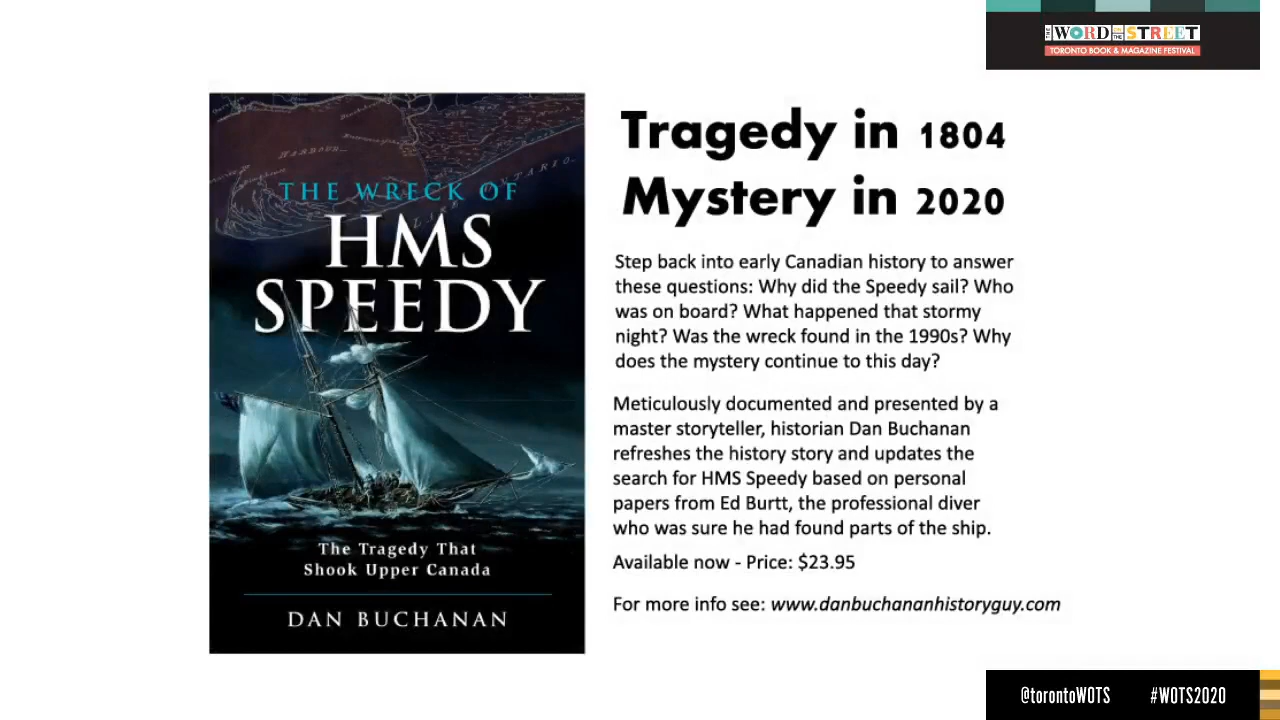 THE WORD ON THE STREET
TORONTO BOOK & MAGAZINE FESTIVAL
HARBOUR
LAKE ONTARIO.
THE WRECK OF
HMS
SPEEDY
The Tragedy That
Shook Upper Canada
DAN BUCHANAN
Tragedy in 1804
Mystery in 2020
Step back into early Canadian history to answer
these questions: Why did the Speedy sail? Who
was on board? What happened that stormy
night? Was the wreck found in the 1990s? Why
does the mystery continue to this day?
Meticulously documented and presented by a
master storyteller, historian Dan Buchanan
refreshes the history story and updates the
search for HMS Speedy based on personal
papers from Ed Burtt, the professional diver
who was sure he had found parts of the ship.
Available now - Price: $23.95
For more info see: www.danbuchananhistoryguy.com
@torontoWOTS #WOTS2020